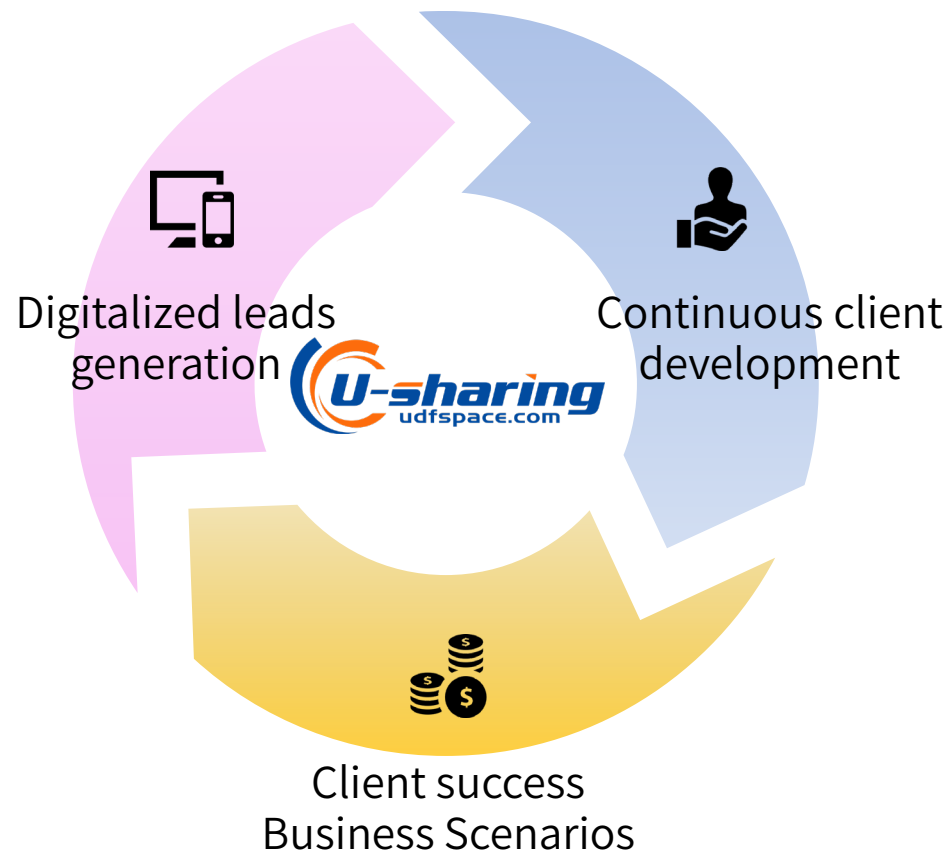 Digitalized leads
generation
Continuous client
development
U-sharing
udfspace.com
$
$
$
Client success
Business Scenarios